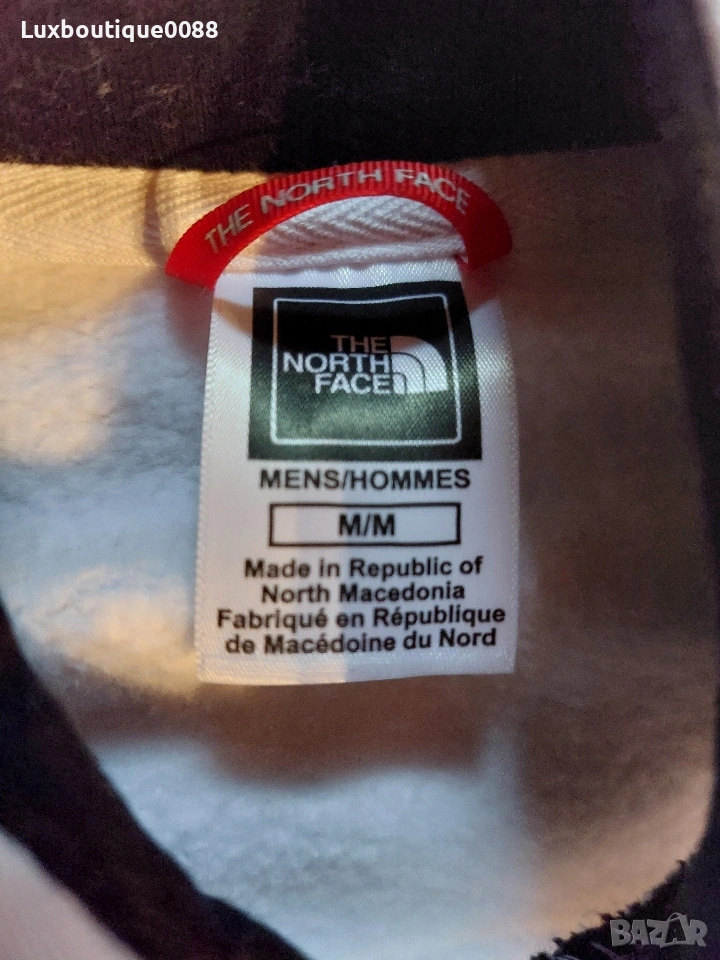 Luxboutique0088
THE NORTH FACE
THE
NORTH
FACE
MENS/HOMMES
M/M
Made in Republic of
North Macedonia
Fabriqué en République
de Macédoine du Nord
BAZAR